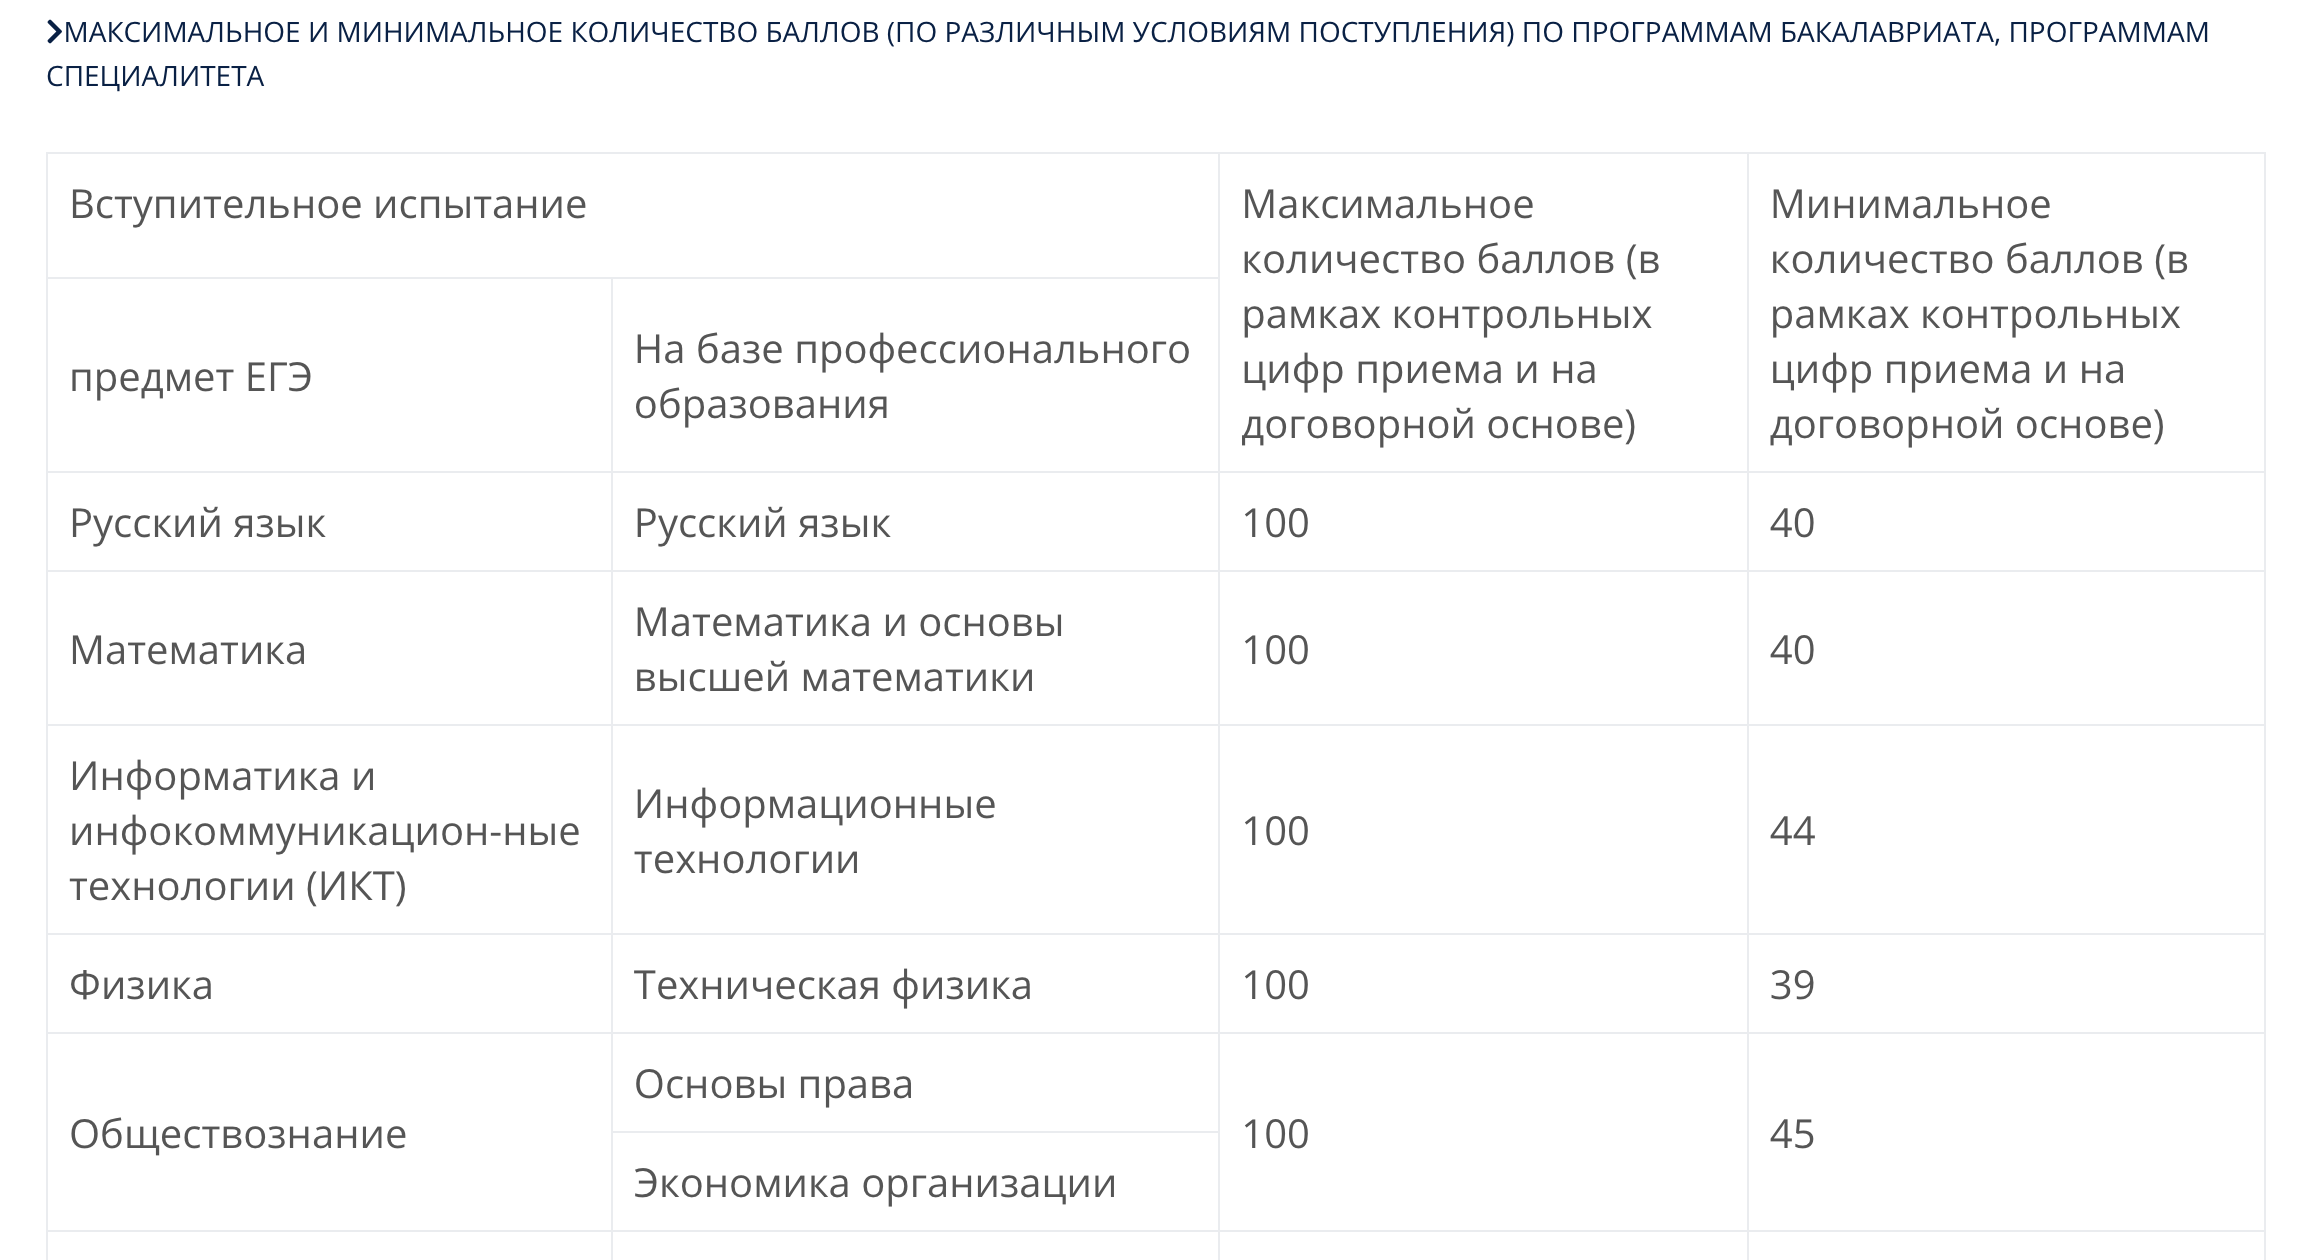 МАКСИМАЛЬНОЕ И МИНИМАЛЬНОЕ КОЛИЧЕСТВО БАЛЛОВ (ПО РАЗЛИЧНЫМ УСЛОВИЯМ ПОСТУПЛЕНИЯ) ПО ПРОГРАММАМ БАКАЛАВРИАТА, ПРОГРАММАМ
СПЕЦИАЛИТЕТА
Вступительное испытание
Максимальное
количество баллов (в
рамках контрольных
цифр приема и на
договорной основе)
Минимальное
количество баллов (в
рамках контрольных
цифр приема и на
договорной основе)
предмет ЕГЭ
На базе профессионального
образования
Русский язык
Русский язык
100
40
Математика
Математика и основы
высшей математики
100
40
Информатика и
инфокоммуникацион-ные
технологии (ИКТ)
Информационные
технологии
100
44
Физика
Техническая физика
100
39
Обществознание
Основы права
Экономика организации
100
45